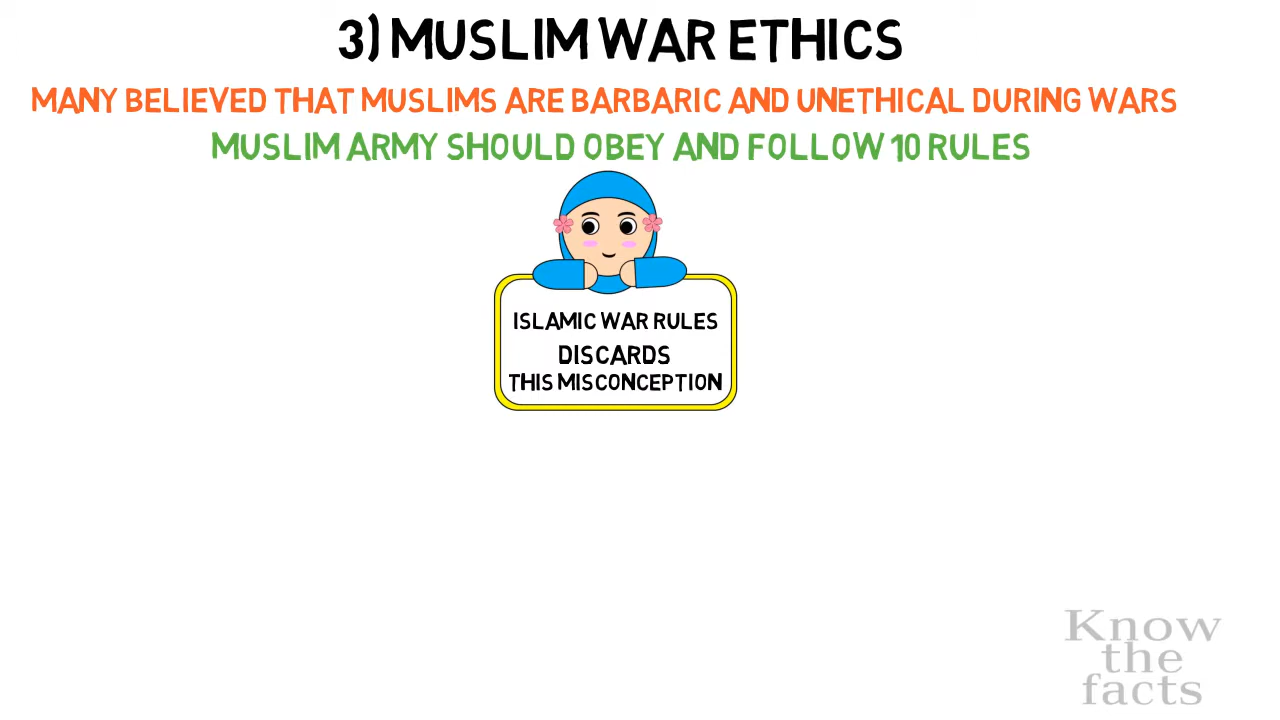 3) MUSLIM WAR ETHICS
MANY BELIEVED THAT MUSLIMS ARE BARBARIC AND UNETHICAL DURING WARS
MUSLIM ARMY SHOULD OBEY AND FOLLOW 10 RULES
ISLAMIC WAR RULES
DISCARDS
THIS MISCONCEPTION
Know
the
facts